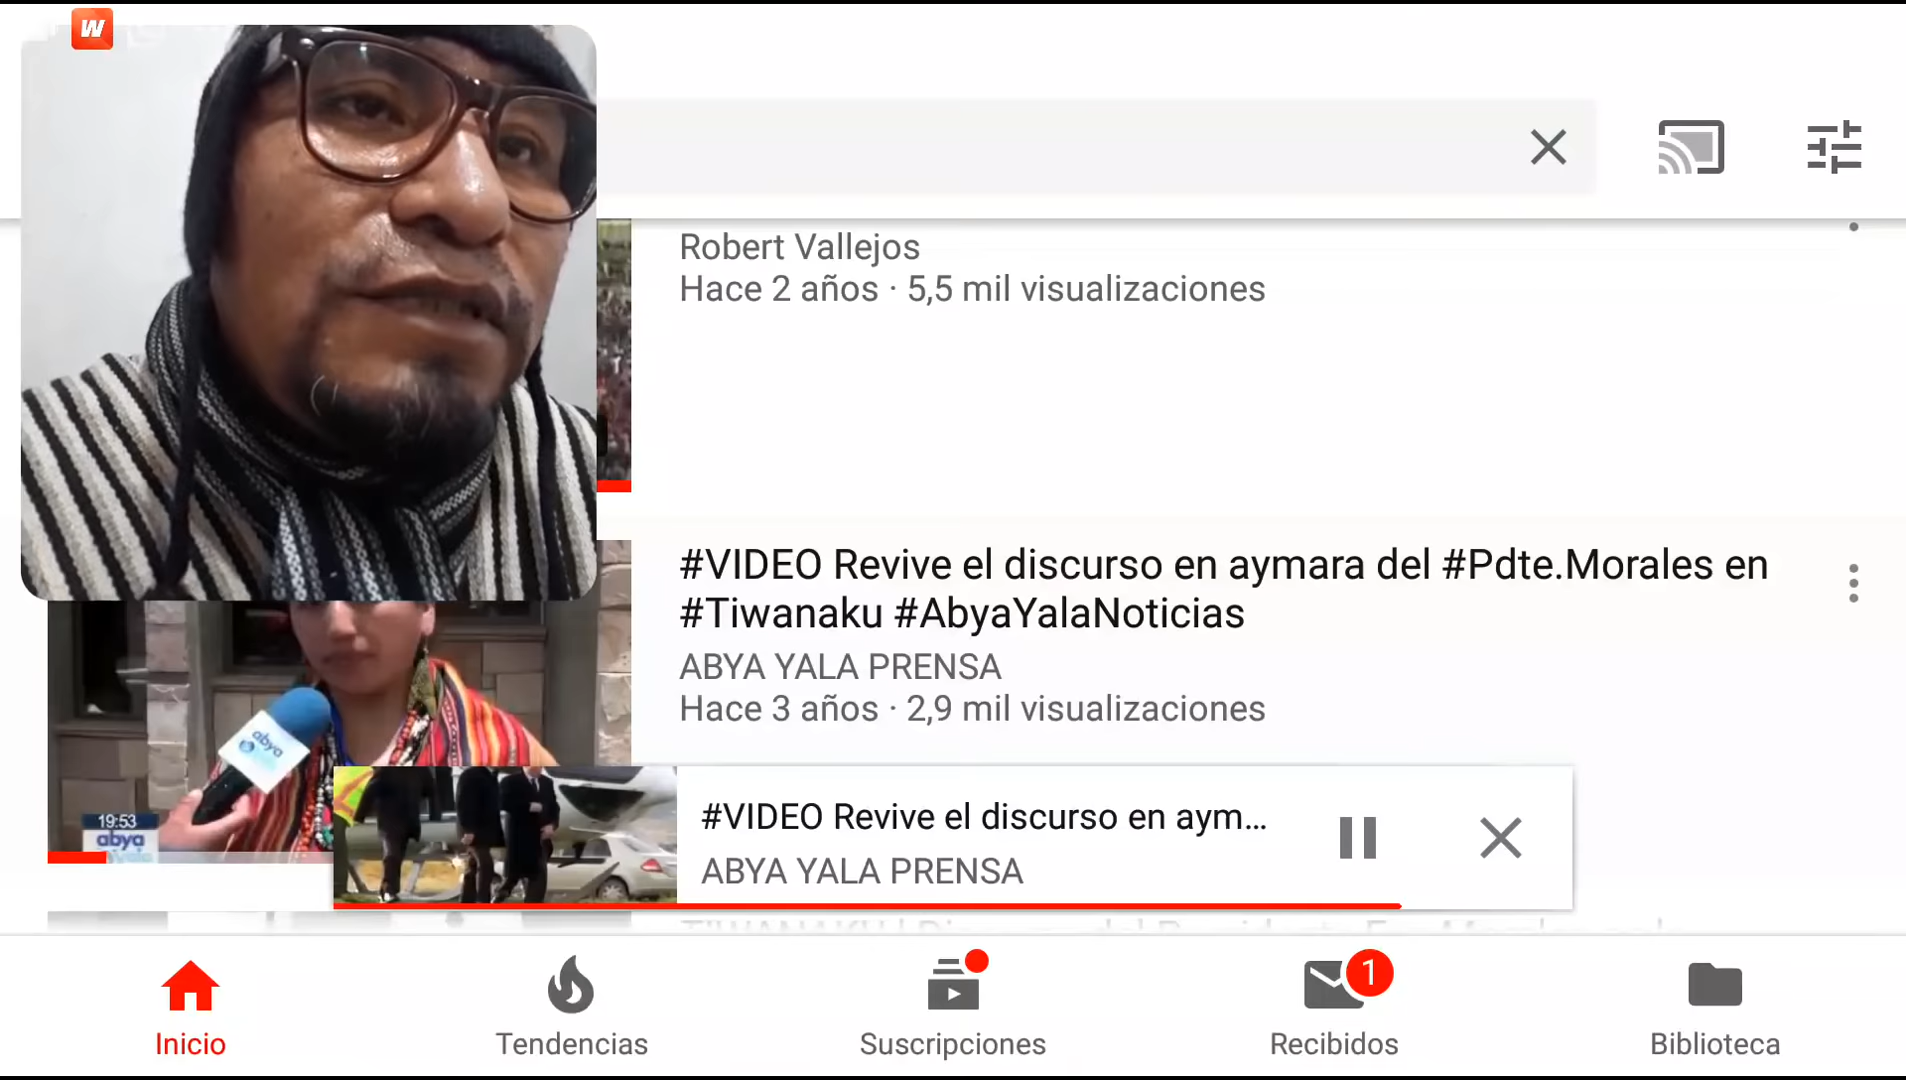 W
Robert Vallejos
Hace 2 años · 5,5 mil visualizaciones
#VIDEO Revive el discurso en aymara del #Pdte.Morales en
#Tiwanaku #AbyaYalaNoticias
ABYA YALA PRENSA
Hace 3 años · 2,9 mil visualizaciones
abya
19:53
abya
#VIDEO Revive el discurso en aym...
ABYA YALA PRENSA
Inicio
Tendencias
Suscripciones
1
Recibidos
Biblioteca